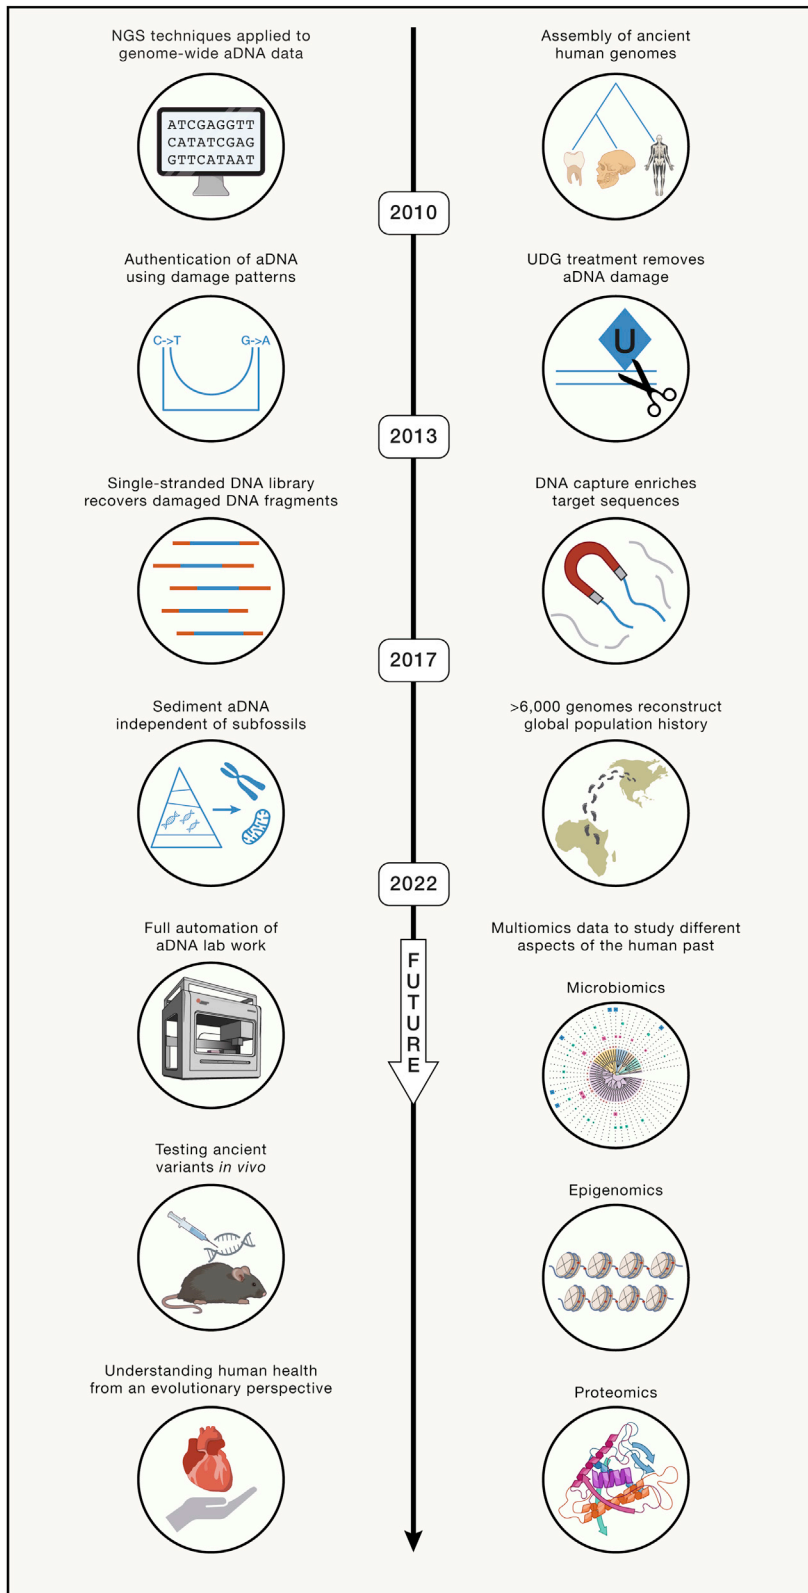 NGS techniques applied to
genome-wide aDNA data
ATCGAGGTT
CATATCGAG
GTTCATAAT
Assembly of ancient
human genomes
2010
Authentication of aDNA
using damage patterns
C->T
G->A
UDG treatment removes
aDNA damage
U
2013
Single-stranded DNA library
recovers damaged DNA fragments
DNA capture enriches
target sequences
2017
Sediment aDNA
independent of subfossils
>6,000 genomes reconstruct
global population history
2022
FUTURE
Full automation of
aDNA lab work
Multiomics data to study different
aspects of the human past
Microbiomics
Testing ancient
variants in vivo
Epigenomics
Understanding human health
from an evolutionary perspective
Proteomics